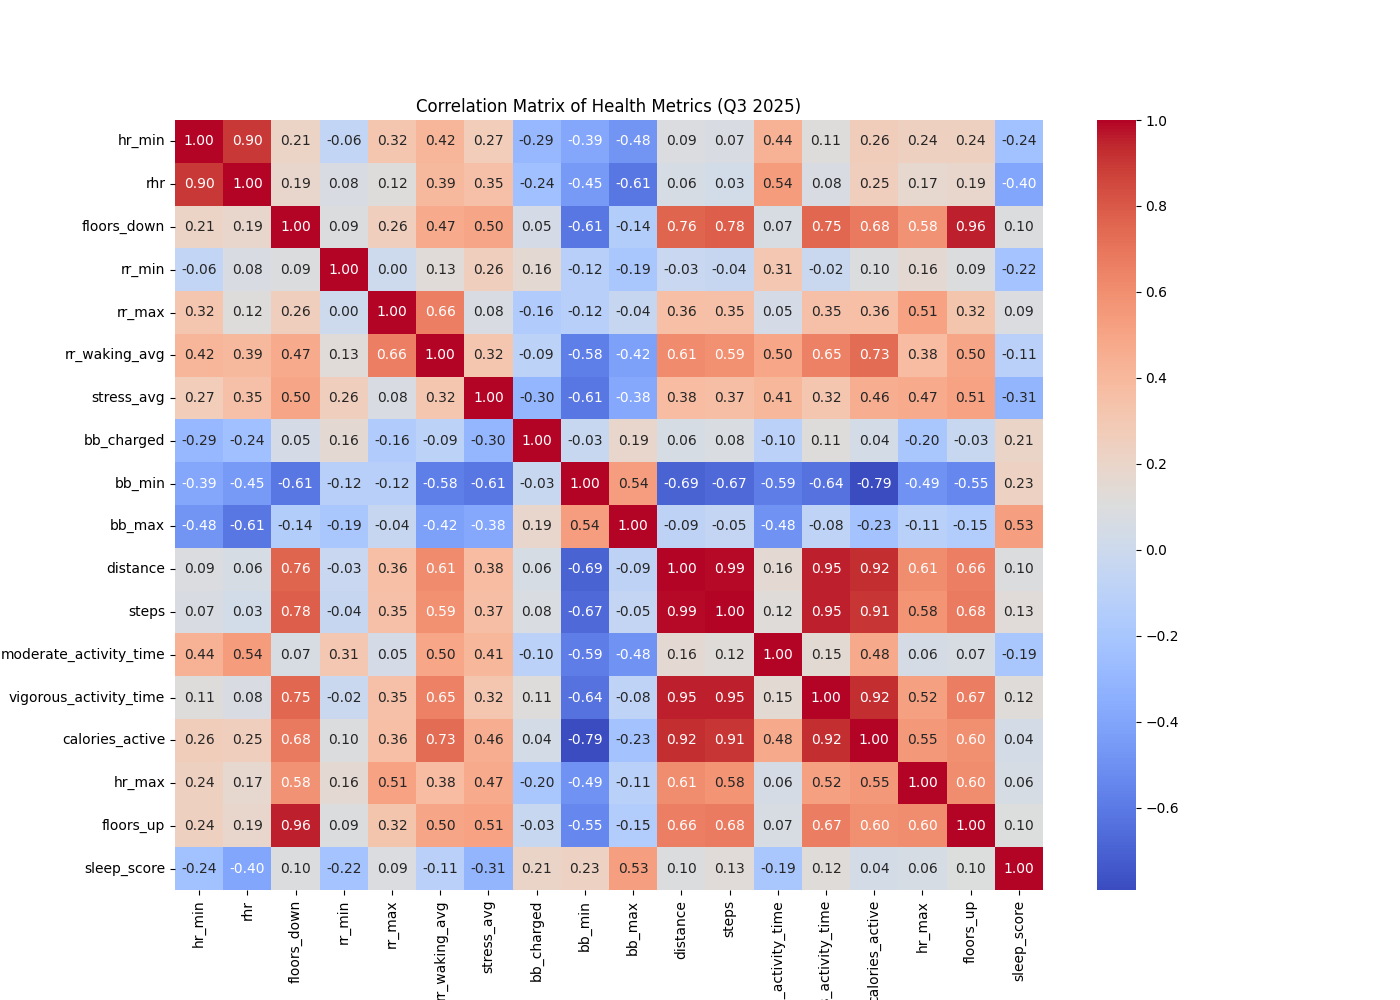 Correlation Matrix of Health Metrics (Q3 2025)
hr_min 1.00 0.90 0.21 -0.06 0.32 0.42 0.27 -0.29 -0.39 -0.48 0.09 0.07 0.44 0.11 0.26 0.24 0.24 -0.24
rhr 0.90 1.00 0.19 0.08 0.12 0.39 0.35 -0.24 -0.45 -0.61 0.06 0.03 0.54 0.08 0.25 0.17 0.19 -0.40
floors_down 0.21 0.19 1.00 0.09 0.26 0.47 0.50 0.05 -0.61 -0.14 0.76 0.78 0.07 0.75 0.68 0.58 0.96 0.10
rr_min -0.06 0.08 0.09 1.00 0.00 0.13 0.26 0.16 -0.12 -0.19 -0.03 -0.04 0.31 -0.02 0.10 0.16 0.09 -0.22
rr_max 0.32 0.12 0.26 0.00 1.00 0.66 0.08 -0.16 -0.12 -0.04 0.36 0.35 0.05 0.35 0.36 0.51 0.32 0.09
rr_waking_avg 0.42 0.39 0.47 0.13 0.66 1.00 0.32 -0.09 -0.58 -0.42 0.61 0.59 0.50 0.65 0.73 0.38 0.50 -0.11
stress_avg 0.27 0.35 0.50 0.26 0.08 0.32 1.00 -0.30 -0.61 -0.38 0.38 0.37 0.41 0.32 0.46 0.47 0.51 -0.31
bb_charged -0.29 -0.24 0.05 0.16 -0.16 -0.09 -0.30 1.00 -0.03 0.19 0.06 0.08 -0.10 0.11 0.04 -0.20 -0.03 0.21
bb_min -0.39 -0.45 -0.61 -0.12 -0.12 -0.58 -0.61 -0.03 1.00 0.54 -0.69 -0.67 -0.59 -0.64 -0.79 -0.49 -0.55 0.23
bb_max -0.48 -0.61 -0.14 -0.19 -0.04 -0.42 -0.38 0.19 0.54 1.00 -0.09 -0.05 -0.48 -0.08 -0.23 -0.11 -0.15 0.53
distance 0.09 0.06 0.76 -0.03 0.36 0.61 0.38 0.06 -0.69 -0.09 1.00 0.99 0.16 0.95 0.92 0.61 0.66 0.10
steps 0.07 0.03 0.78 -0.04 0.35 0.59 0.37 0.08 -0.67 -0.05 0.99 1.00 0.12 0.95 0.91 0.58 0.68 0.13
moderate_activity_time 0.44 0.54 0.07 0.31 0.05 0.50 0.41 -0.10 -0.59 -0.48 0.16 0.12 1.00 0.15 0.48 0.06 0.07 -0.19
vigorous_activity_time 0.11 0.08 0.75 -0.02 0.35 0.65 0.32 0.11 -0.64 -0.08 0.95 0.95 0.15 1.00 0.92 0.52 0.67 0.12
calories_active 0.26 0.25 0.68 0.10 0.36 0.73 0.46 0.04 -0.79 -0.23 0.92 0.91 0.48 0.92 1.00 0.55 0.60 0.04
hr_max 0.24 0.17 0.58 0.16 0.51 0.38 0.47 -0.20 -0.49 -0.11 0.61 0.58 0.06 0.52 0.55 1.00 0.60 0.06
floors_up 0.24 0.19 0.96 0.09 0.32 0.50 0.51 -0.03 -0.55 -0.15 0.66 0.68 0.07 0.67 0.60 0.60 1.00 0.10
sleep_score -0.24 -0.40 0.10 -0.22 0.09 -0.11 -0.31 0.21 0.23 0.53 0.10 0.13 -0.19 0.12 0.04 0.06 0.10 1.00
hr_min
rhr
floors_down
rr_min
rr_max
rr_waking_avg
stress_avg
bb_charged
bb_min
bb_max
distance
steps
_activity_time
_activity_time
calories_active
hr_max
floors_up
sleep_score
1.0
0.8
0.6
0.4
0.2
0.0
−0.2
−0.4
−0.6